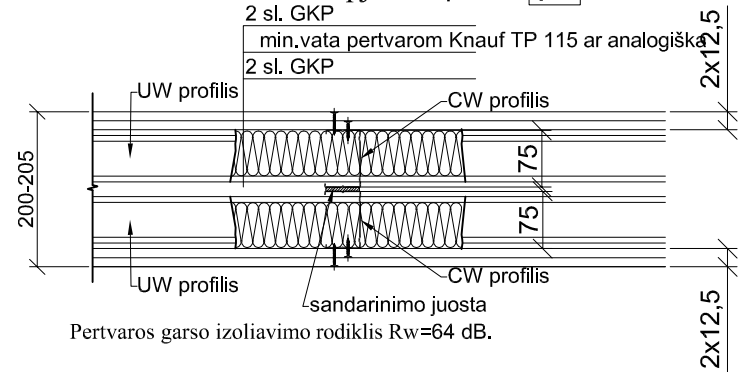 2 sl. GKP
min.vata pertvarom Knauf TP 115 ar analogiška
2 sl. GKP
2x12,5
UW profilis
CW profilis
200-205
75
75
UW profilis
CW profilis
sandarinimo juosta
Pertvaros garso izoliavimo rodiklis Rw=64 dB.
2x12,5